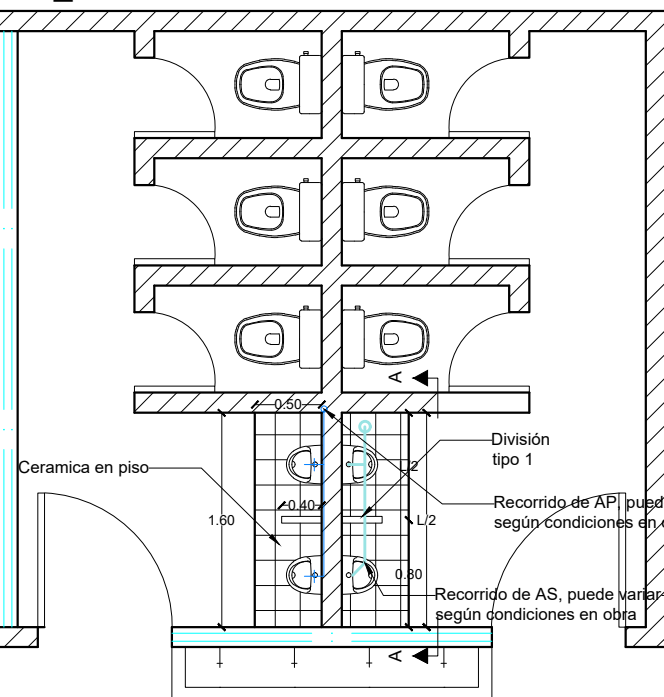 A
0.50
L/2
División
tipo 1
Ceramica en piso
0.40
Recorrido de AP, pued
según condiciones en
1.60
L/2
0.80
Recorrido de AS, puede variar
según condiciones en obra
A